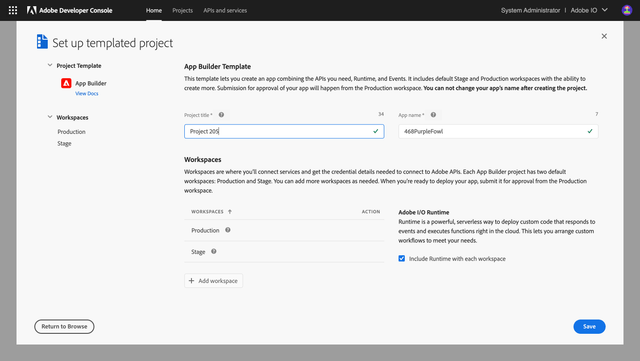 Adobe Developer Console
Home
Projects
APIs and services
System Administrator | Adobe IO
Set up templated project
Project Template
App Builder
View Docs
Workspaces
Production
Stage
App Builder Template
This template lets you create an app combining the APIs you need, Runtime, and Events. It includes default Stage and Production workspaces with the ability to
create more. Submission for approval of your app will happen from the Production workspace. You can not change your app's name after creating the project.
Project title *
34
App name *
7
Project 205
468PurpleFowl
Workspaces
Workspaces are where you'll connect services and get the credential details needed to connect to Adobe APIs. Each App Builder project has two default
workspaces: Production and Stage. You can add more workspaces as needed. When you're ready to deploy your app, submit it for approval from the Production
workspace.
WORKSPACES
ACTION
Production
Stage
Add workspace
Adobe I/O Runtime
Runtime is a powerful, serverless way to deploy custom code that responds to
events and executes functions right in the cloud. This lets you arrange custom
workflows to meet your needs.
Include Runtime with each workspace
Return to Browse
Save